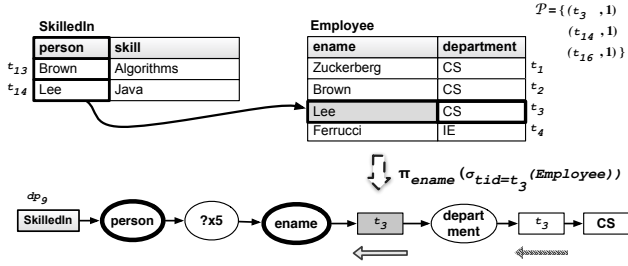 𝒫 = { (t3 , 1)
(t14 , 1)
(t16 , 1) }
SkilledIn
person skill
t13 Brown Algorithms
t14 Lee Java
Employee
ename department
Zuckerberg CS t1
Brown CS t2
Lee CS t3
Ferrucci IE t4
πename(σtid=t3(Employee))
dp9
SkilledIn person ?x5 ename t3 depart
ment t3 CS